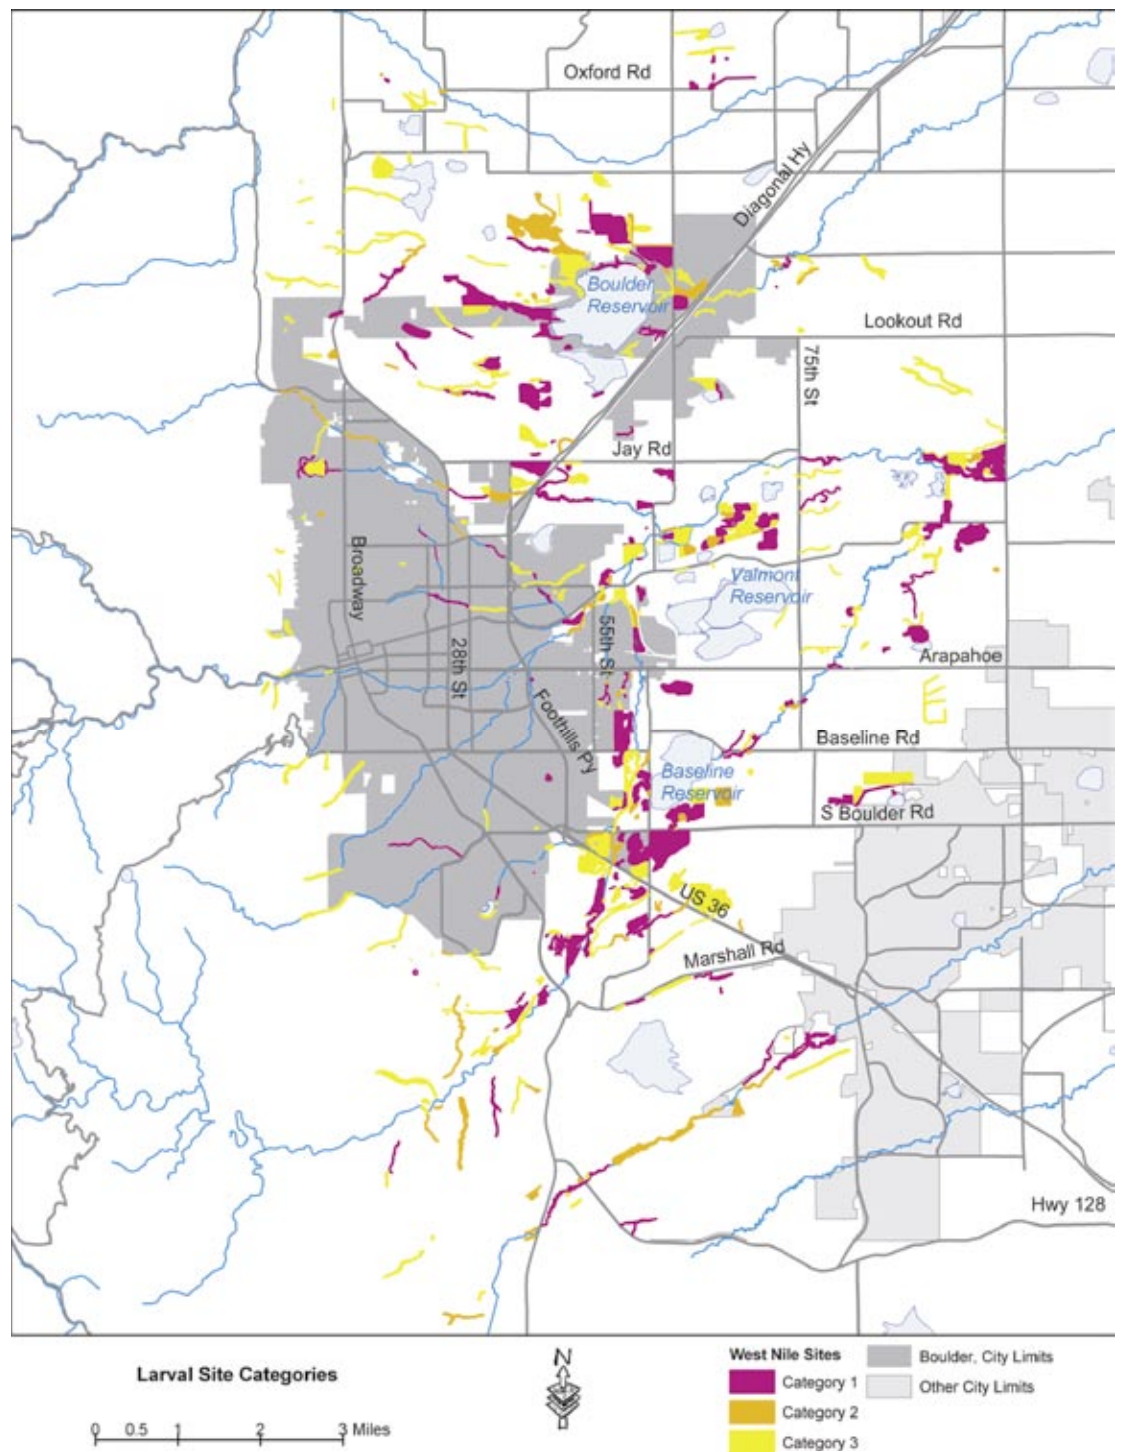 Oxford Rd
Diagonal Hy
Boulder
Reservoir
Lookout Rd
75th St
Jay Rd
Broadway
Valmont
Reservoir
55th St
28th St
Arapahoe
Foothills Py
Baseline Rd
Baseline
Reservoir
S Boulder Rd
US 36
Marshall Rd
Hwy 128
Larval Site Categories
0 0.5 1 2 3 Miles
N
West Nile Sites
Category 1
Category 2
Category 3
Boulder, City Limits
Other City Limits